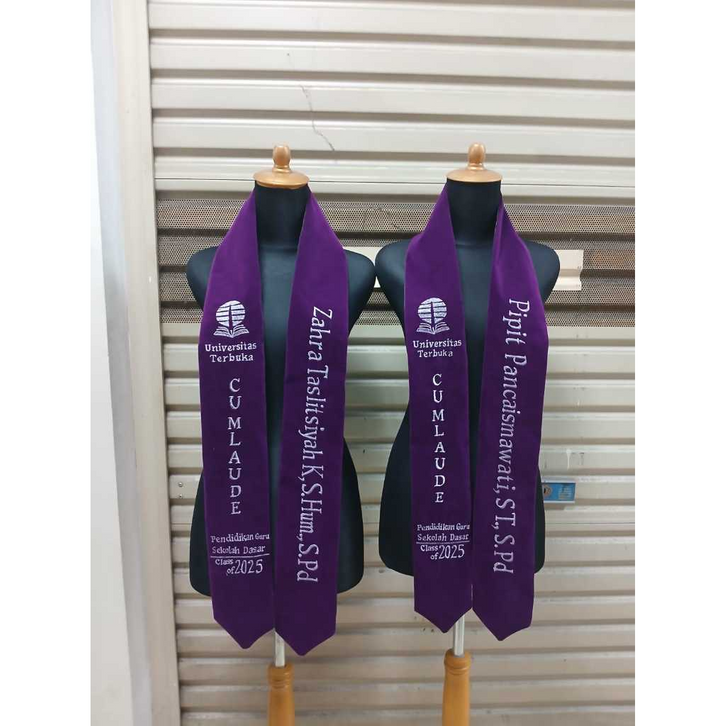 Universitas
Terbuka
CUMLAUDE
Pendidikan Guru
Sekolah Dasar
Class of 2025
Zahra Taslitsiyah K,S.Hum.,S.Pd
Universitas
Terbuka
CUMLAUDE
Pendidikan Guru
Sekolah Dasar
Class of 2025
Pipit Pancaismawati,ST.,S.Pd